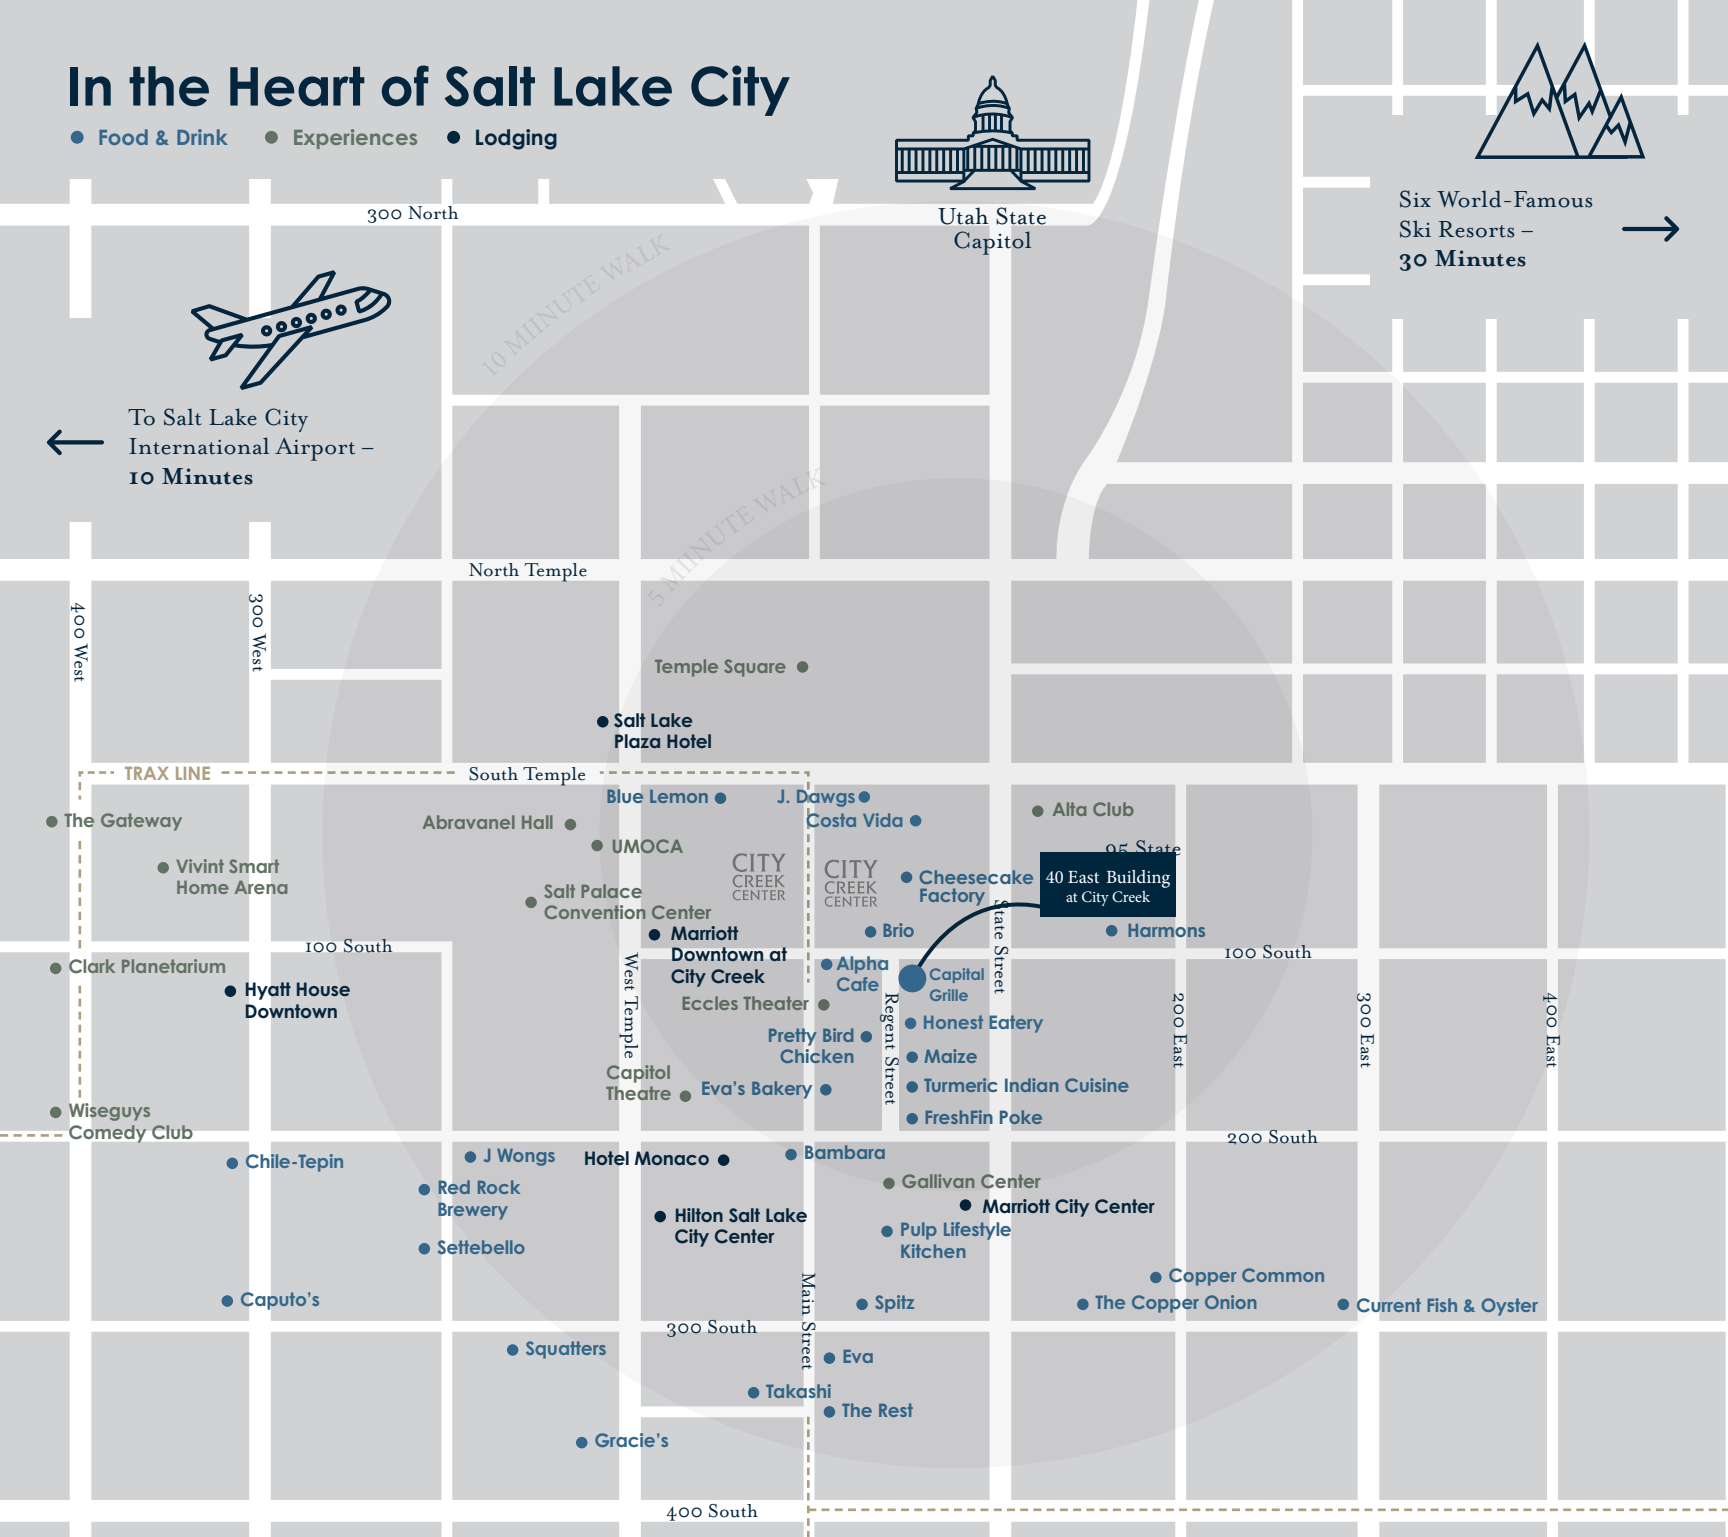 In the Heart of Salt Lake City
Food & Drink
Experiences
Lodging
300 North
Utah State
Capitol
Six World-Famous
Ski Resorts –
30 Minutes
10 MIINUTE WALK
To Salt Lake City
International Airport –
10 Minutes
5 MIINUTE WALK
North Temple
400 West
300 West
Temple Square
Salt Lake
Plaza Hotel
TRAX LINE
South Temple
Blue Lemon
J. Dawgs
Costa Vida
Alta Club
The Gateway
Abravanel Hall
UMOCA
95 State
Vivint Smart
Home Arena
CITY
CREEK
CENTER
CITY
CREEK
CENTER
Cheesecake
Factory
40 East Building
at City Creek
Salt Palace
Convention Center
State Street
Marriott
Downtown at
City Creek
Brio
Harmons
100 South
100 South
Clark Planetarium
Alpha
Cafe
Capital
Grille
Hyatt House
Downtown
West Temple
Eccles Theater
Regent Street
Honest Eatery
200 East
300 East
400 East
Pretty Bird
Chicken
Maize
Capitol
Theatre
Eva's Bakery
Turmeric Indian Cuisine
FreshFin Poke
Wiseguys
Comedy Club
200 South
Chile-Tepin
J Wongs
Hotel Monaco
Bambara
Red Rock
Brewery
Gallivan Center
Marriott City Center
Hilton Salt Lake
City Center
Pulp Lifestyle
Kitchen
Settebello
Main Street
Copper Common
Caputo's
Spitz
The Copper Onion
Current Fish & Oyster
300 South
Squatters
Eva
Takashi
The Rest
Gracie's
400 South